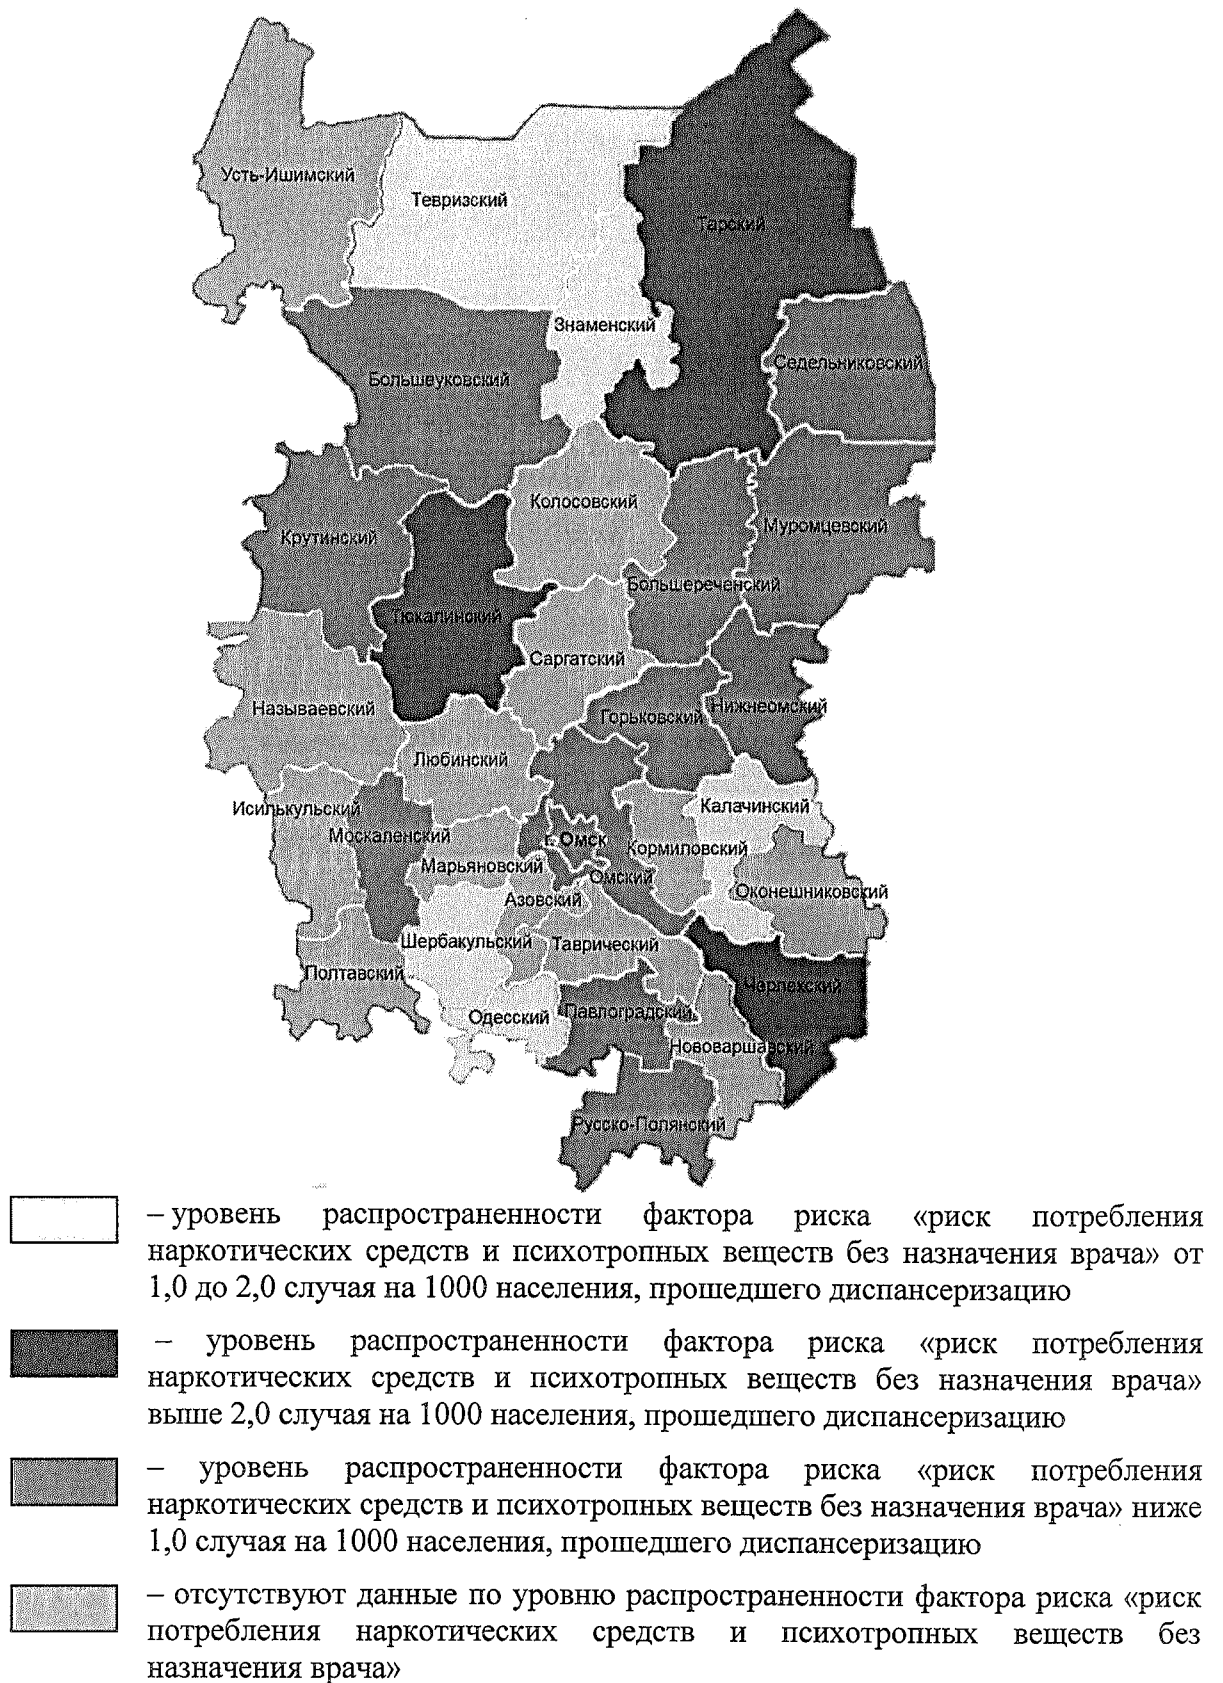 Усть-Ишимский
Тевризский
Тарский
Знаменский
Седельниковский
Большеуковский
Колосовский
Муромцевский
Крутинский
Большереченский
Тюкалинский
Саргатский
Называевский
Горьковский
Нижнеомский
Любинский
Исилькульский
Калачинский
Москаленский
г. Омск
Кормиловский
Марьяновский
Омский
Оконешниковский
Азовский
Шербакульский
Таврический
Полтавский
Черлакский
Одесский
Павлоградский
Нововаршавский
Русско-Полянский
– уровень распространенности фактора риска «риск потребления
наркотических средств и психотропных веществ без назначения врача» от
1,0 до 2,0 случая на 1000 населения, прошедшего диспансеризацию
– уровень распространенности фактора риска «риск потребления
наркотических средств и психотропных веществ без назначения врача»
выше 2,0 случая на 1000 населения, прошедшего диспансеризацию
– уровень распространенности фактора риска «риск потребления
наркотических средств и психотропных веществ без назначения врача» ниже
1,0 случая на 1000 населения, прошедшего диспансеризацию
– отсутствуют данные по уровню распространенности фактора риска «риск
потребления наркотических средств и психотропных веществ без
назначения врача»